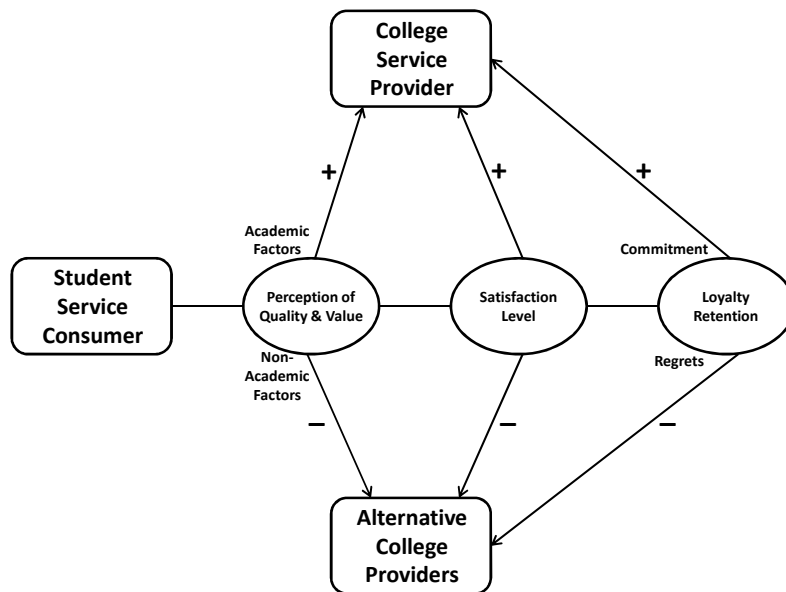 College
Service
Provider
+
+
+
Academic
Factors
Commitment
Student
Service
Consumer
Perception of
Quality & Value
Satisfaction
Level
Loyalty
Retention
Non-
Academic
Factors
Regrets
–
–
–
Alternative
College
Providers